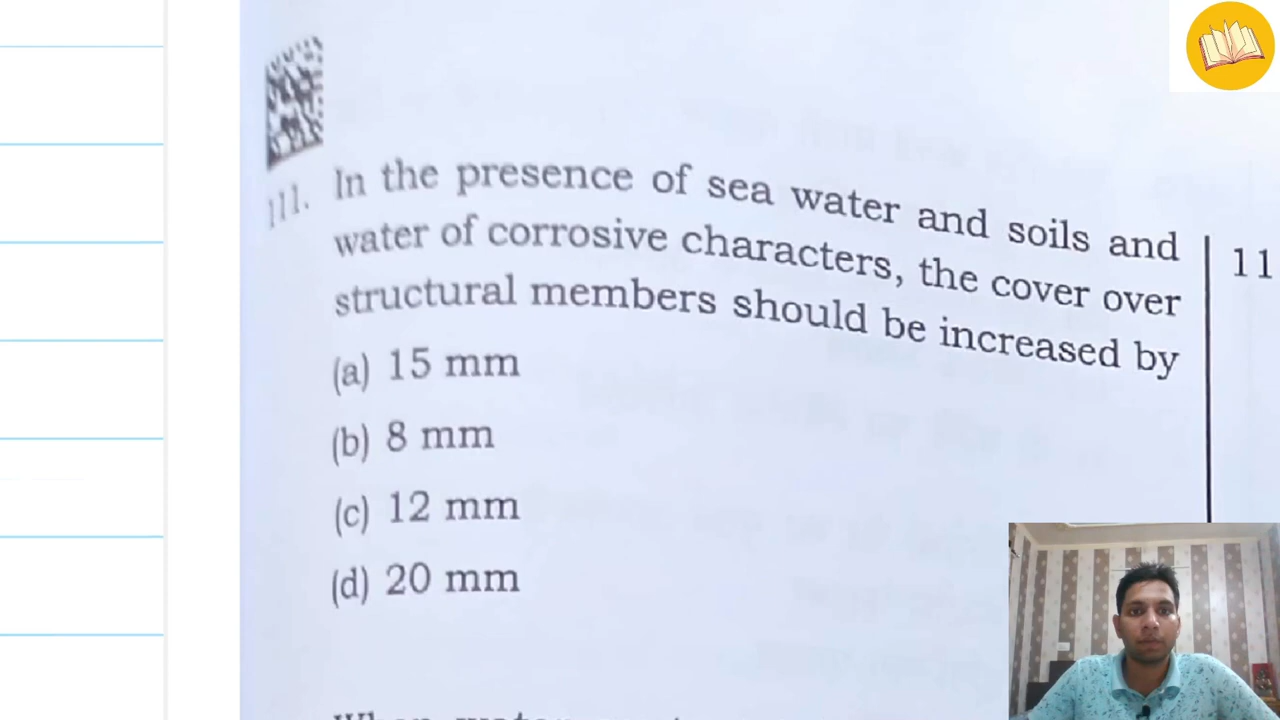 111. In the presence of sea water and soils and
water of corrosive characters, the cover over
structural members should be increased by
(a) 15 mm
(b) 8 mm
(c) 12 mm
(d) 20 mm
11